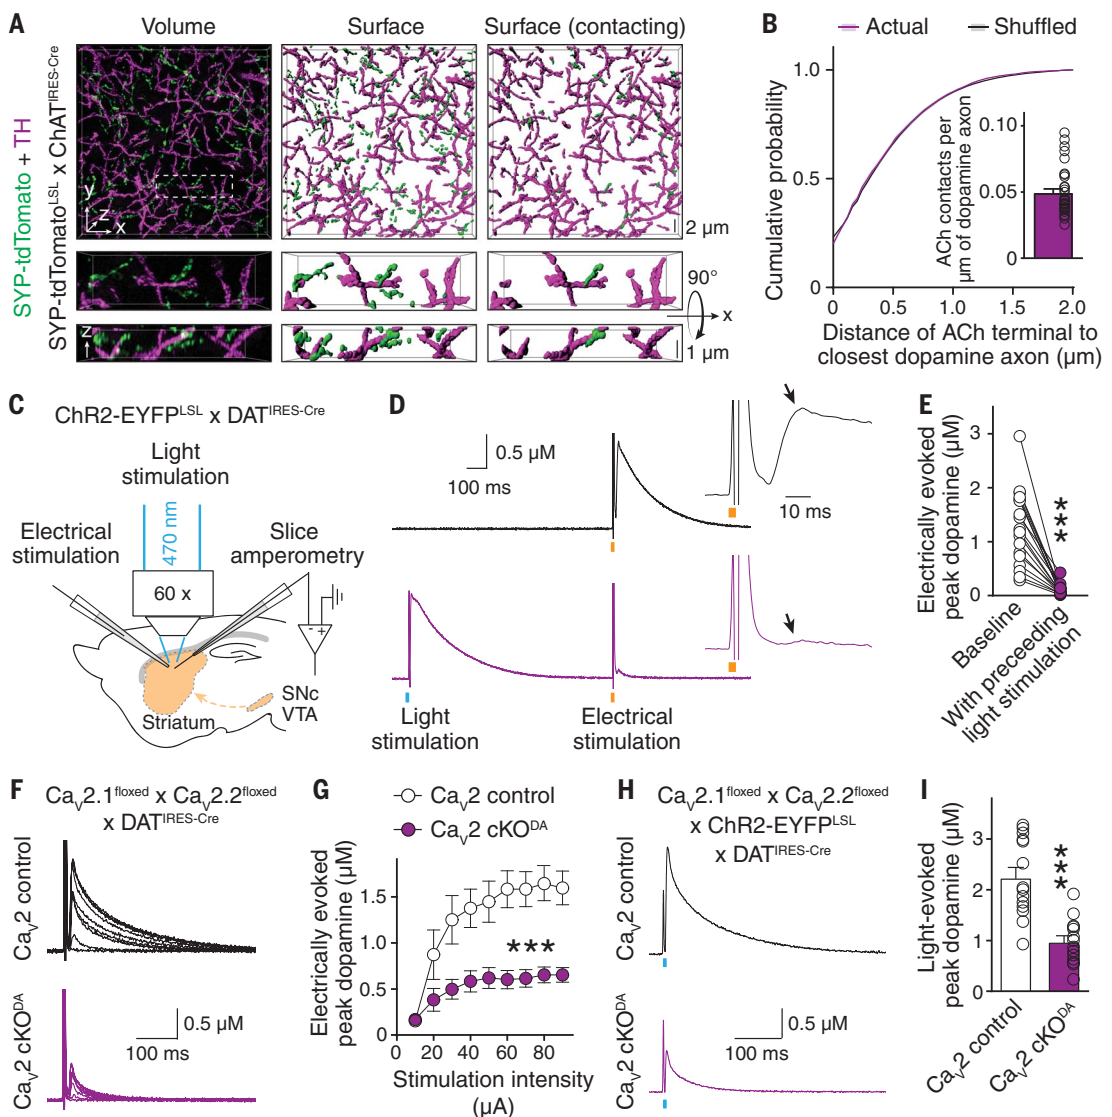 A
Volume
Surface
Surface (contacting)
SYP-tdTomato + TH
SYP-tdTomato^LSL x ChAT^IRES-Cre
y
z
x
2 µm
90°
x
z
1 µm
B
Actual
Shuffled
Cumulative probability
1.0
0.5
0
0
0.5
1.0
1.5
2.0
Distance of ACh terminal to
closest dopamine axon (µm)
ACh contacts per
µm of dopamine axon
0.10
0.05
0
C
ChR2-EYFP^LSL x DAT^IRES-Cre
Light
stimulation
Electrical
stimulation
470 nm
Slice
amperometry
60 x
- +
Striatum
SNc
VTA
D
0.5 µM
100 ms
10 ms
Light
stimulation
Electrical
stimulation
E
Electrically evoked
peak dopamine (µM)
3
2
1
0
***
Baseline
With preceeding
light stimulation
F
Ca_V2.1^floxed x Ca_V2.2^floxed
x DAT^IRES-Cre
Ca_V2 control
Ca_V2 cKO^DA
0.5 µM
100 ms
G
Ca_V2 control
Ca_V2 cKO^DA
Electrically evoked
peak dopamine (µM)
1.5
1.0
0.5
0
***
0
20
40
60
80
Stimulation intensity
(µA)
H
Ca_V2.1^floxed x Ca_V2.2^floxed
x ChR2-EYFP^LSL
x DAT^IRES-Cre
Ca_V2 control
Ca_V2 cKO^DA
0.5 µM
100 ms
I
Light-evoked
peak dopamine (µM)
3
2
1
0
***
Ca_V2 control
Ca_V2 cKO^DA